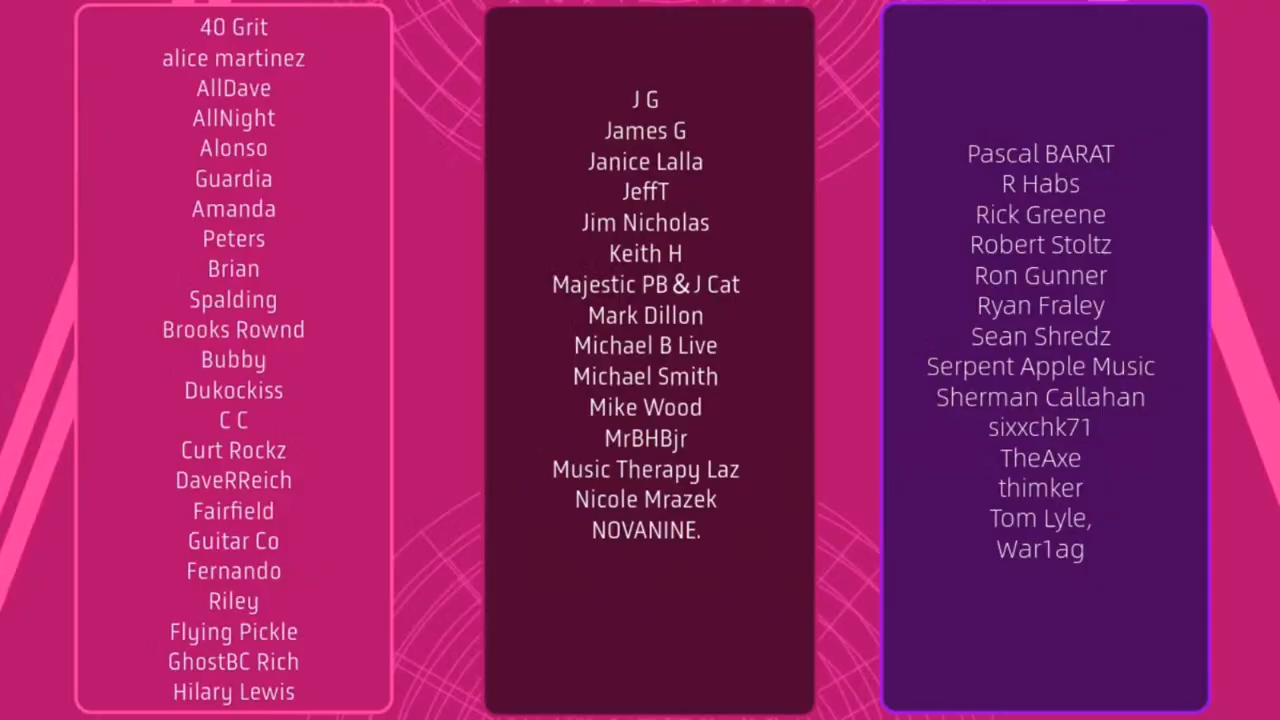 40 Grit
alice martinez
AllDave
AllNight
Alonso
Guardia
Amanda
Peters
Brian
Spalding
Brooks Rownd
Bubby
Dukockiss
C C
Curt Rockz
DaveRReich
Fairfield
Guitar Co
Fernando
Riley
Flying Pickle
GhostBC Rich
Hilary Lewis
J G
James G
Janice Lalla
JeffT
Jim Nicholas
Keith H
Majestic PB & J Cat
Mark Dillon
Michael B Live
Michael Smith
Mike Wood
MrBHBjr
Music Therapy Laz
Nicole Mrazek
NOVANINE.
Pascal BARAT
R Habs
Rick Greene
Robert Stoltz
Ron Gunner
Ryan Fraley
Sean Shredz
Serpent Apple Music
Sherman Callahan
sixxchk71
TheAxe
thimker
Tom Lyle,
War1ag